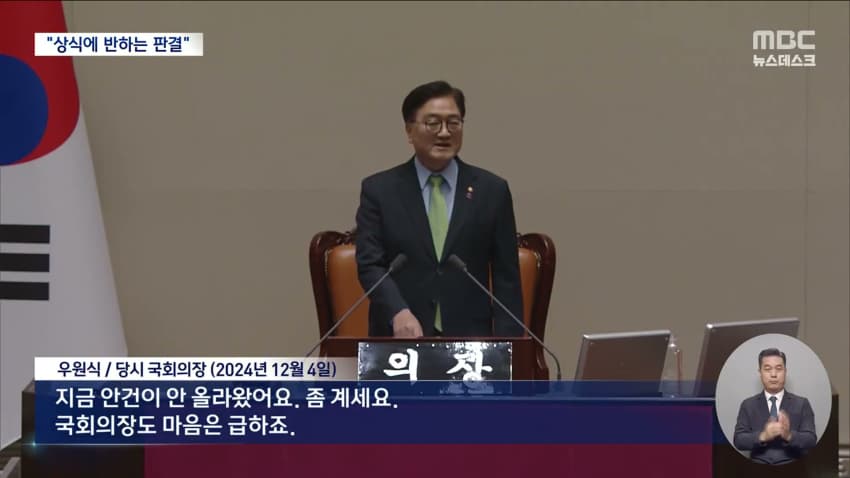 "상식에 반하는 판결"
MBC
뉴스데스크
의 장
우원식 / 당시 국회의장 (2024년 12월 4일)
지금 안건이 안 올라왔어요. 좀 계세요.
국회의장도 마음은 급하죠.